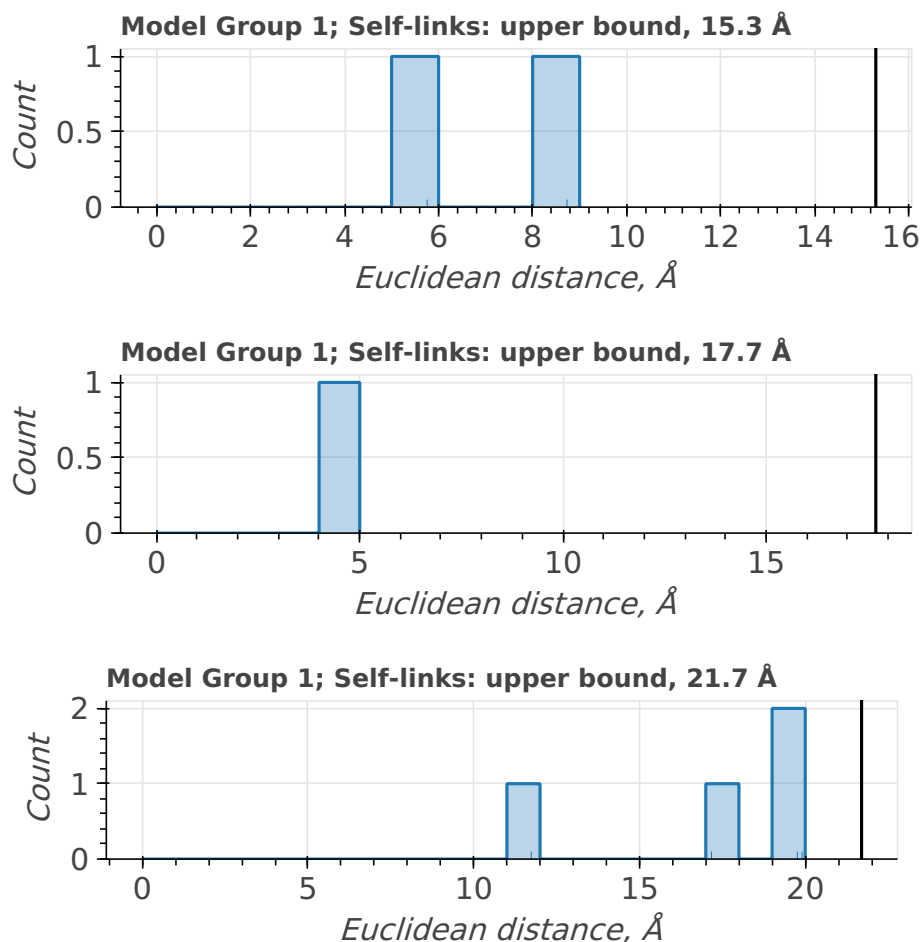 Model Group 1; Self-links: upper bound, 15.3 Å
Count
1
0.5
0
0 2 4 6 8 10 12 14 16
Euclidean distance, Å
Model Group 1; Self-links: upper bound, 17.7 Å
Count
1
0.5
0
0 5 10 15
Euclidean distance, Å
Model Group 1; Self-links: upper bound, 21.7 Å
Count
2
1
0
0 5 10 15 20
Euclidean distance, Å